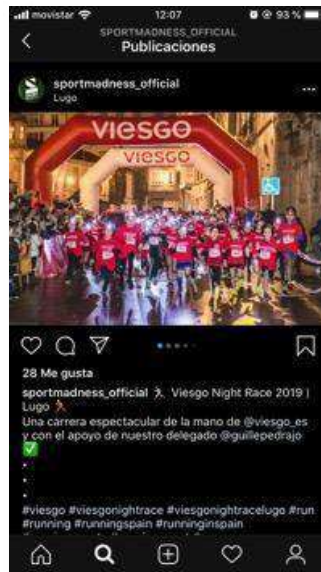 movistar 12:07 93 %
SPORTMADNESS_OFFICIAL
Publicaciones
sportmadness_official
Lugo
VIESGO
VIESGO
28 Me gusta
sportmadness_official Viesgo Night Race 2019 |
Lugo
Una carrera espectacular de la mano de @viesgo_es
y con el apoyo de nuestro delegado @guillepedrajo
.
.
.
#viesgo #viesgonightrace #viesgonightracelugo #run
#running #runningspain #runninginspain